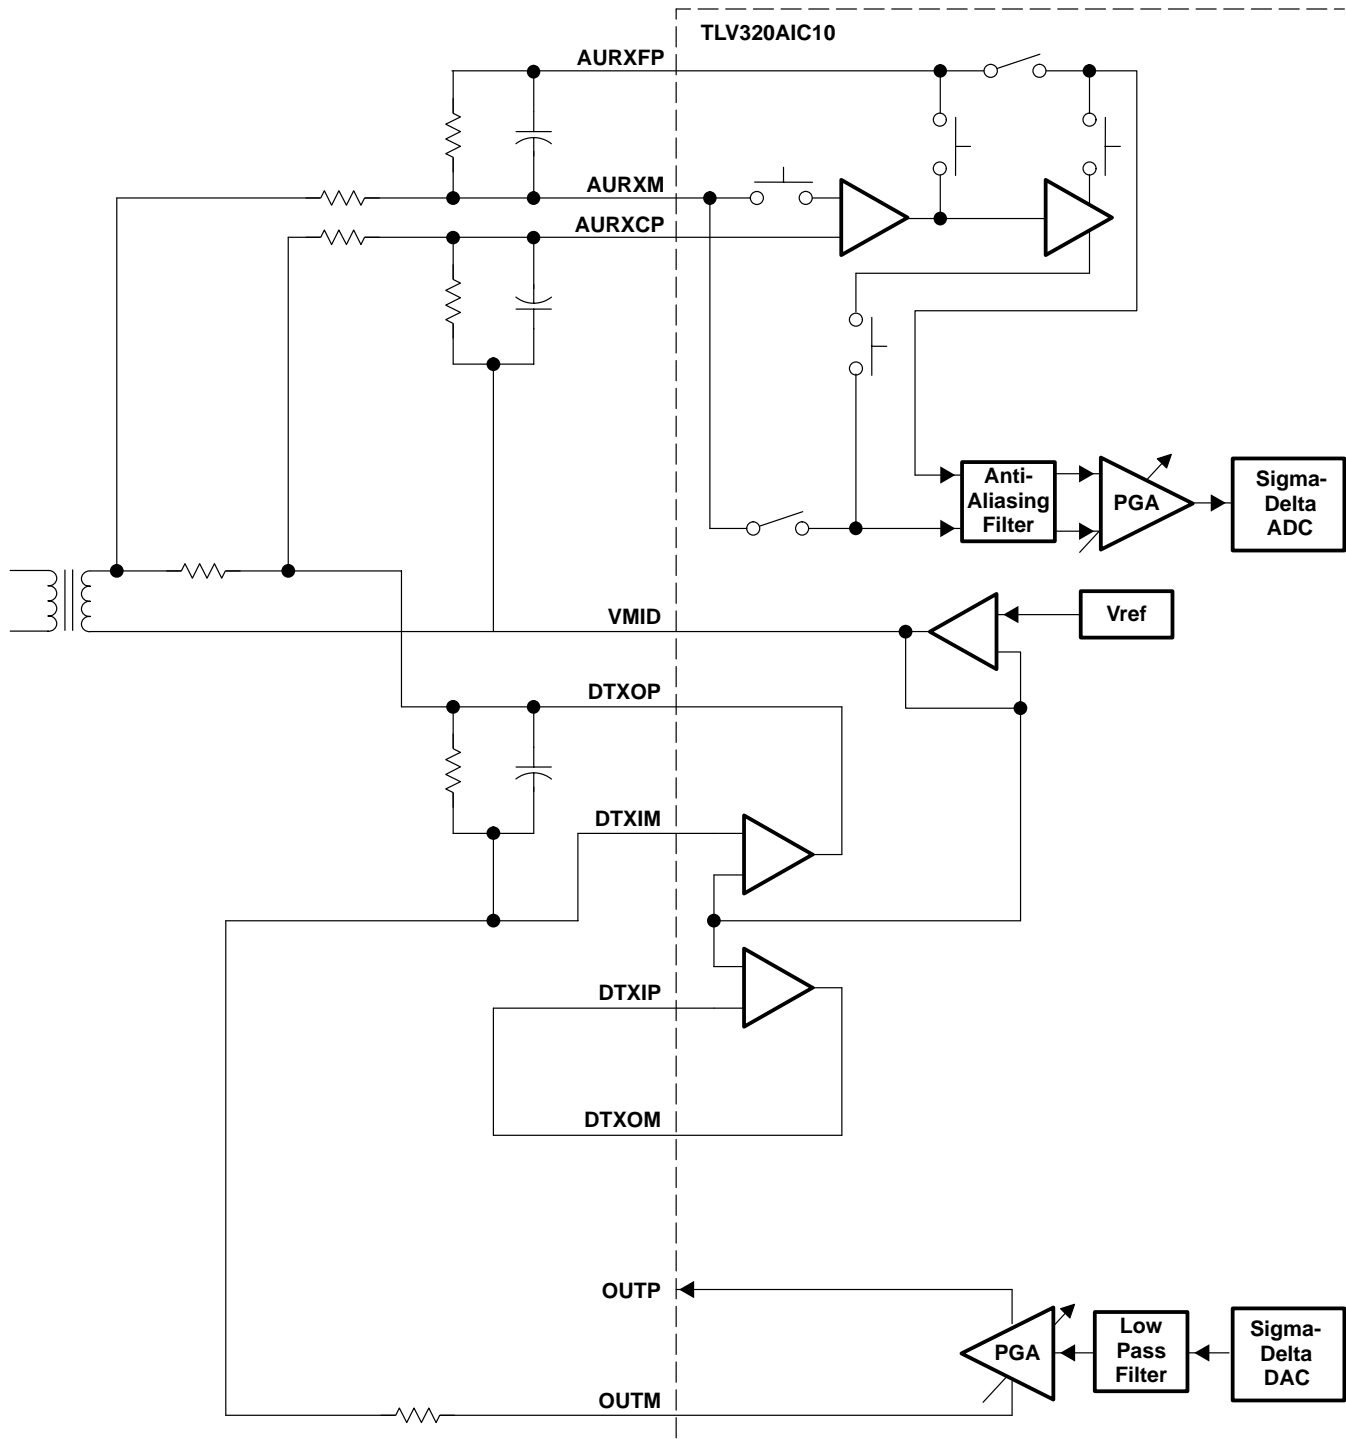 TLV320AIC10
AURXFP
AURXM
AURXCP
Anti-
Aliasing
Filter
PGA
Sigma-
Delta
ADC
VMID
Vref
DTXOP
DTXIM
DTXIP
DTXOM
OUTP
PGA
Low
Pass
Filter
Sigma-
Delta
DAC
OUTM